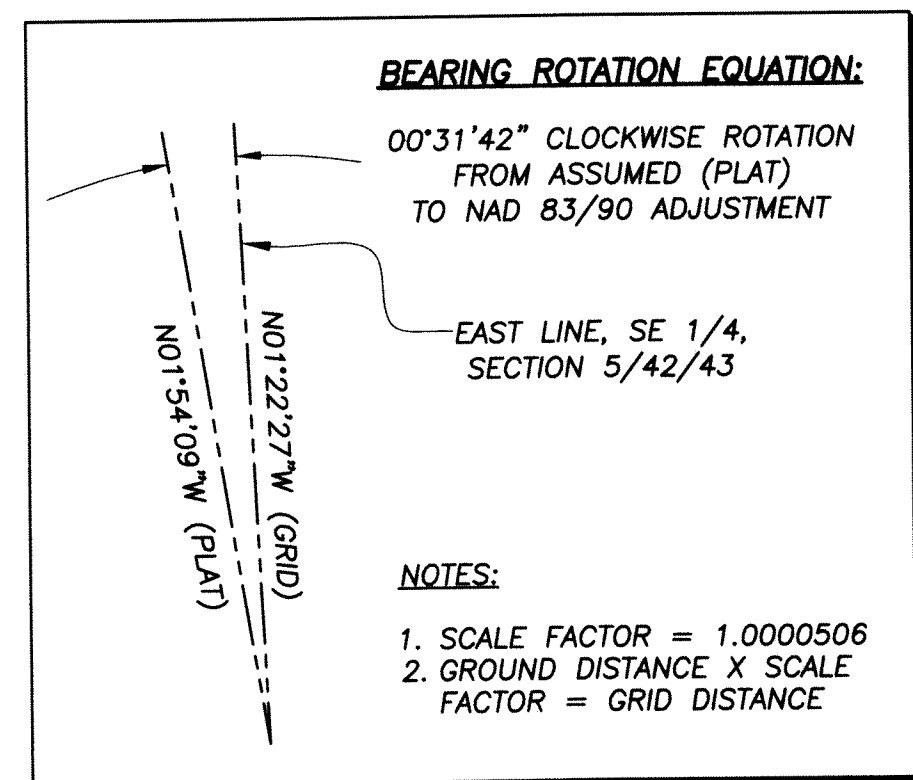 BEARING ROTATION EQUATION:
00°31'42" CLOCKWISE ROTATION
FROM ASSUMED (PLAT)
TO NAD 83/90 ADJUSTMENT
EAST LINE, SE 1/4,
SECTION 5/42/43
N01°54'09"W (PLAT)
N01°22'27"W (GRID)
NOTES:
1. SCALE FACTOR = 1.0000506
2. GROUND DISTANCE X SCALE
FACTOR = GRID DISTANCE